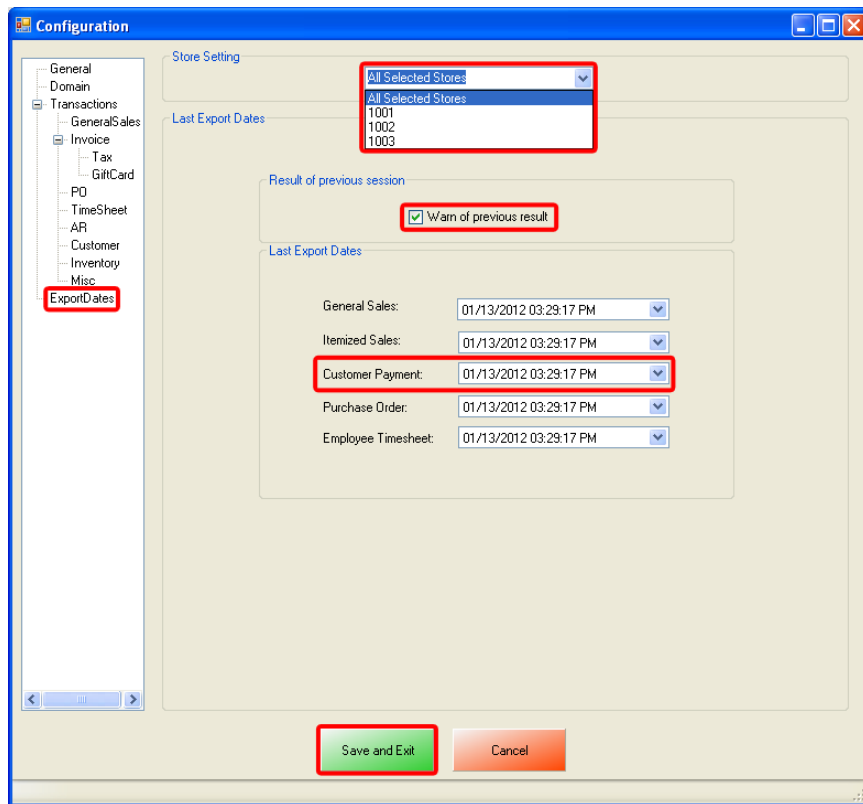 Configuration
General
Domain
Transactions
GeneralSales
Invoice
Tax
GiftCard
PO
TimeSheet
AR
Customer
Inventory
Misc
ExportDates
Store Setting
All Selected Stores
All Selected Stores
1001
1002
1003
Last Export Dates
Result of previous session
Warn of previous result
Last Export Dates
General Sales: 01/13/2012 03:29:17 PM
Itemized Sales: 01/13/2012 03:29:17 PM
Customer Payment: 01/13/2012 03:29:17 PM
Purchase Order: 01/13/2012 03:29:17 PM
Employee Timesheet: 01/13/2012 03:29:17 PM
Save and Exit Cancel